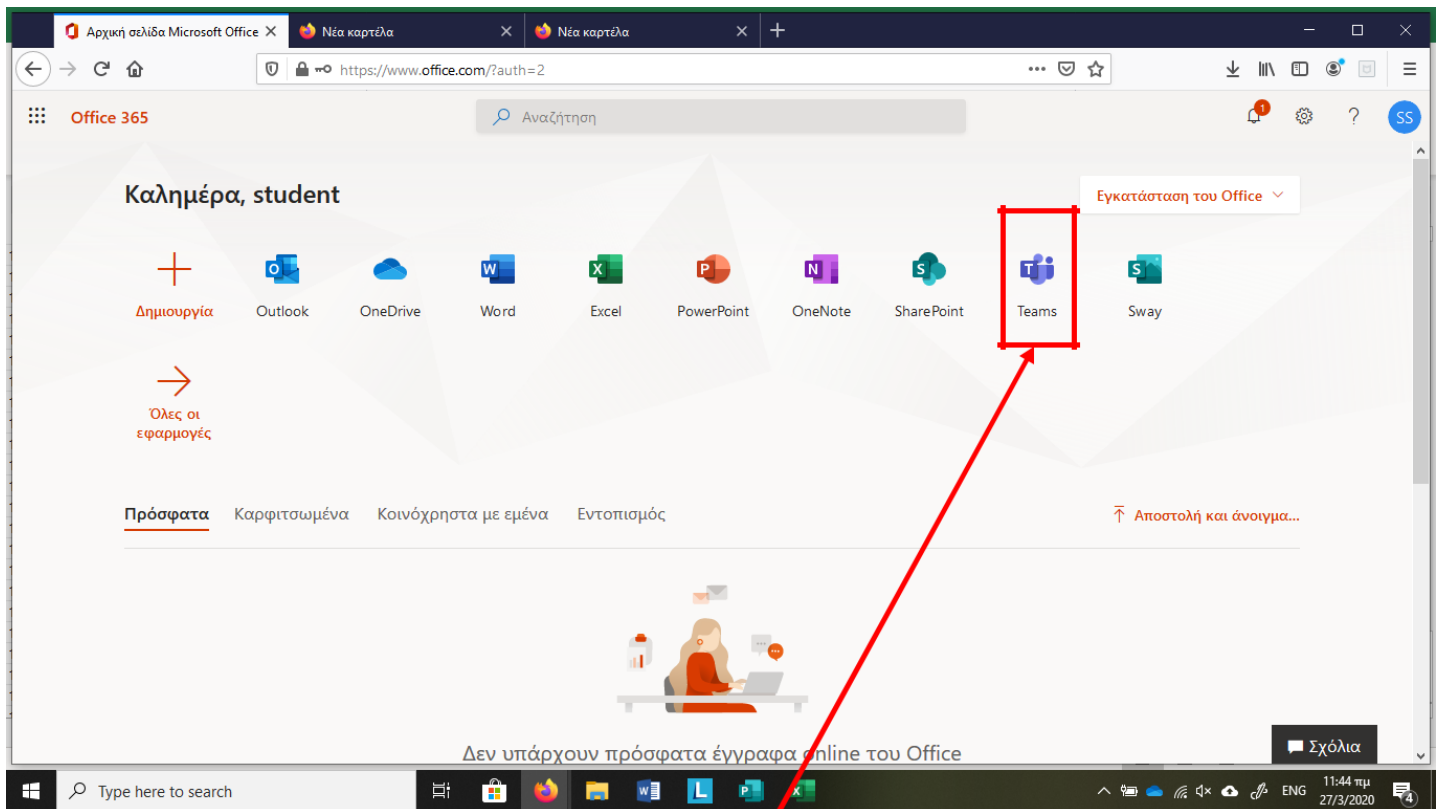 Αρχική σελίδα Microsoft Office
Νέα καρτέλα
Νέα καρτέλα
https://www.office.com/?auth=2
Office 365
Αναζήτηση
1
?
SS
Καλημέρα, student
Εγκατάσταση του Office
Δημιουργία
Outlook
OneDrive
Word
Excel
PowerPoint
OneNote
SharePoint
Teams
Sway
Όλες οι
εφαρμογές
Πρόσφατα Καρφιτσωμένα Κοινόχρηστα με εμένα Εντοπισμός
Αποστολή και άνοιγμα...
Δεν υπάρχουν πρόσφατα έγγραφα online του Office
Σχόλια
Type here to search
ENG
11:44 πμ
27/3/2020
4